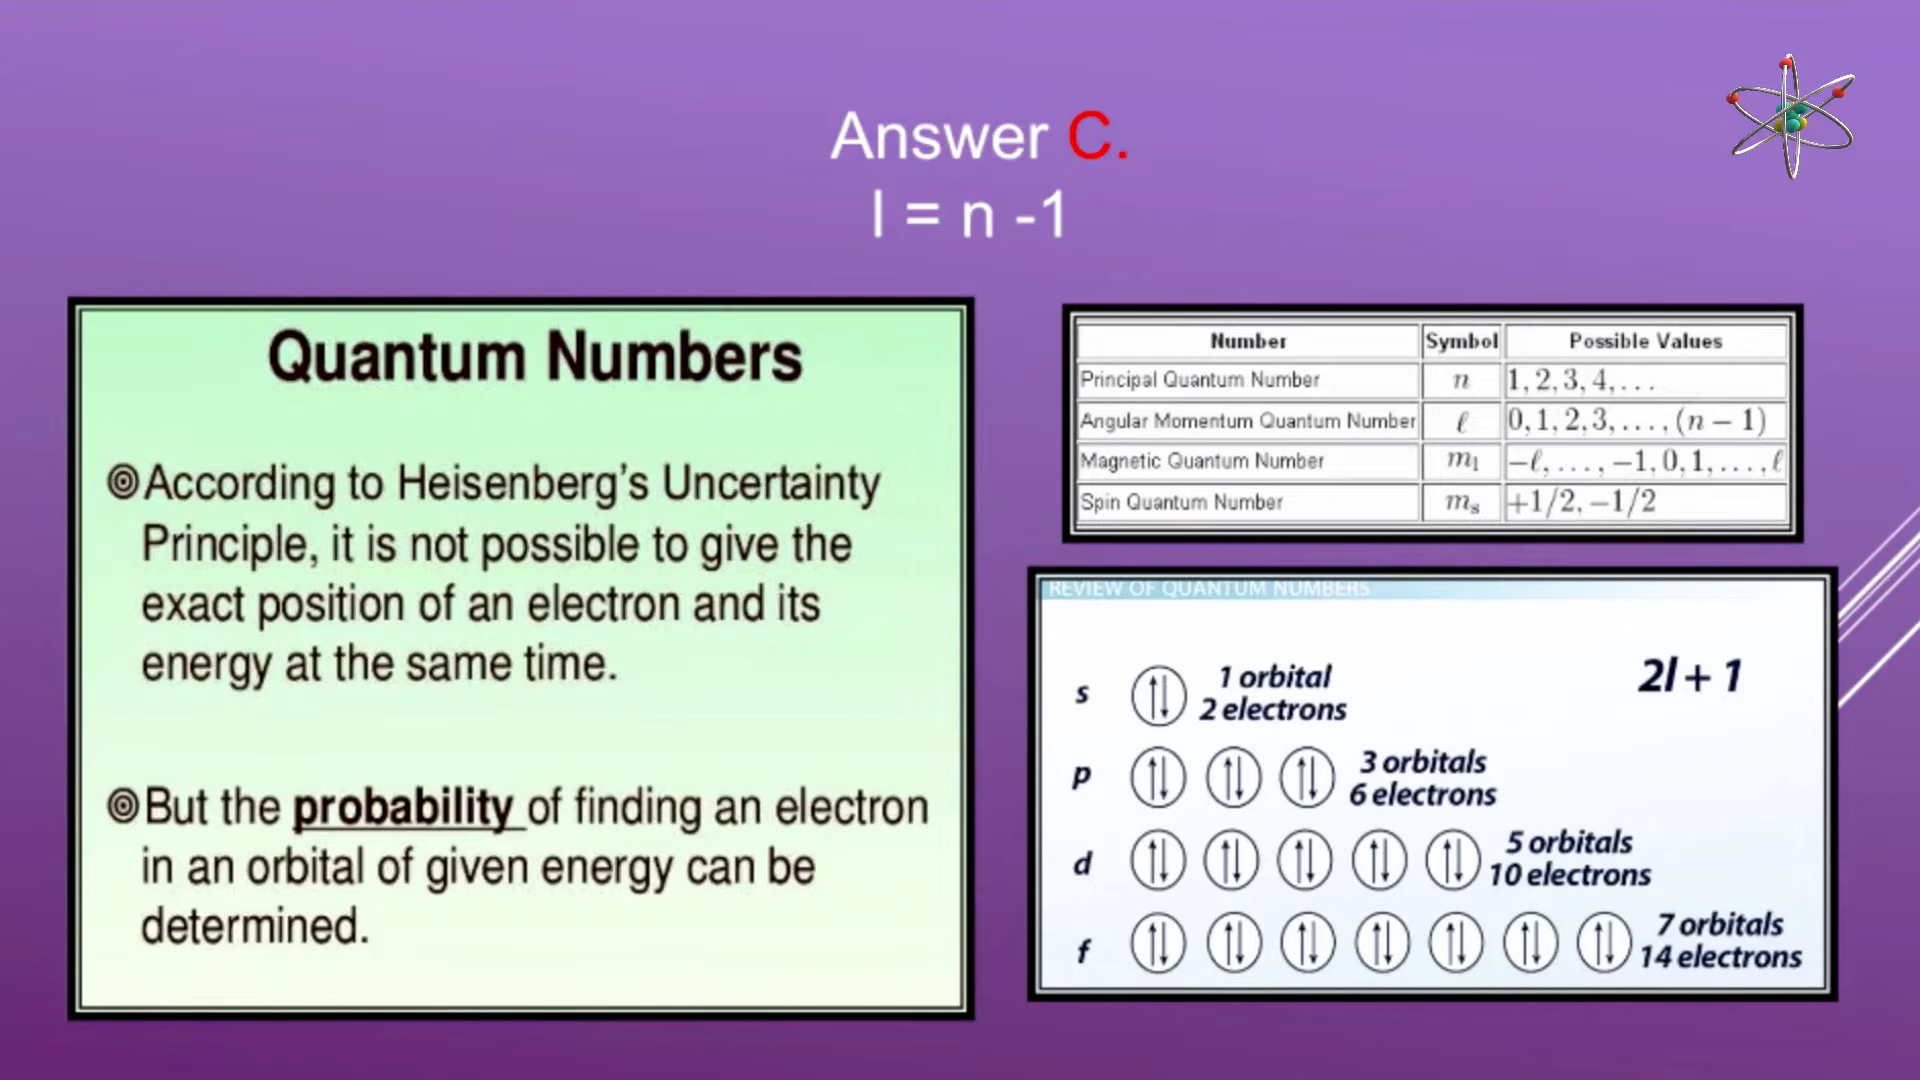 Answer C.
l = n -1
Quantum Numbers
According to Heisenberg's Uncertainty
Principle, it is not possible to give the
exact position of an electron and its
energy at the same time.
But the probability of finding an electron
in an orbital of given energy can be
determined.
Number Symbol Possible Values
Principal Quantum Number n 1, 2, 3, 4, . . .
Angular Momentum Quantum Number ℓ 0, 1, 2, 3, . . . , (n − 1)
Magnetic Quantum Number mₗ −ℓ, . . . , −1, 0, 1, . . . , ℓ
Spin Quantum Number mₛ +1/2, −1/2
REVIEW OF QUANTUM NUMBERS
2l + 1
s 1 orbital
2 electrons
p 3 orbitals
6 electrons
d 5 orbitals
10 electrons
f 7 orbitals
14 electrons